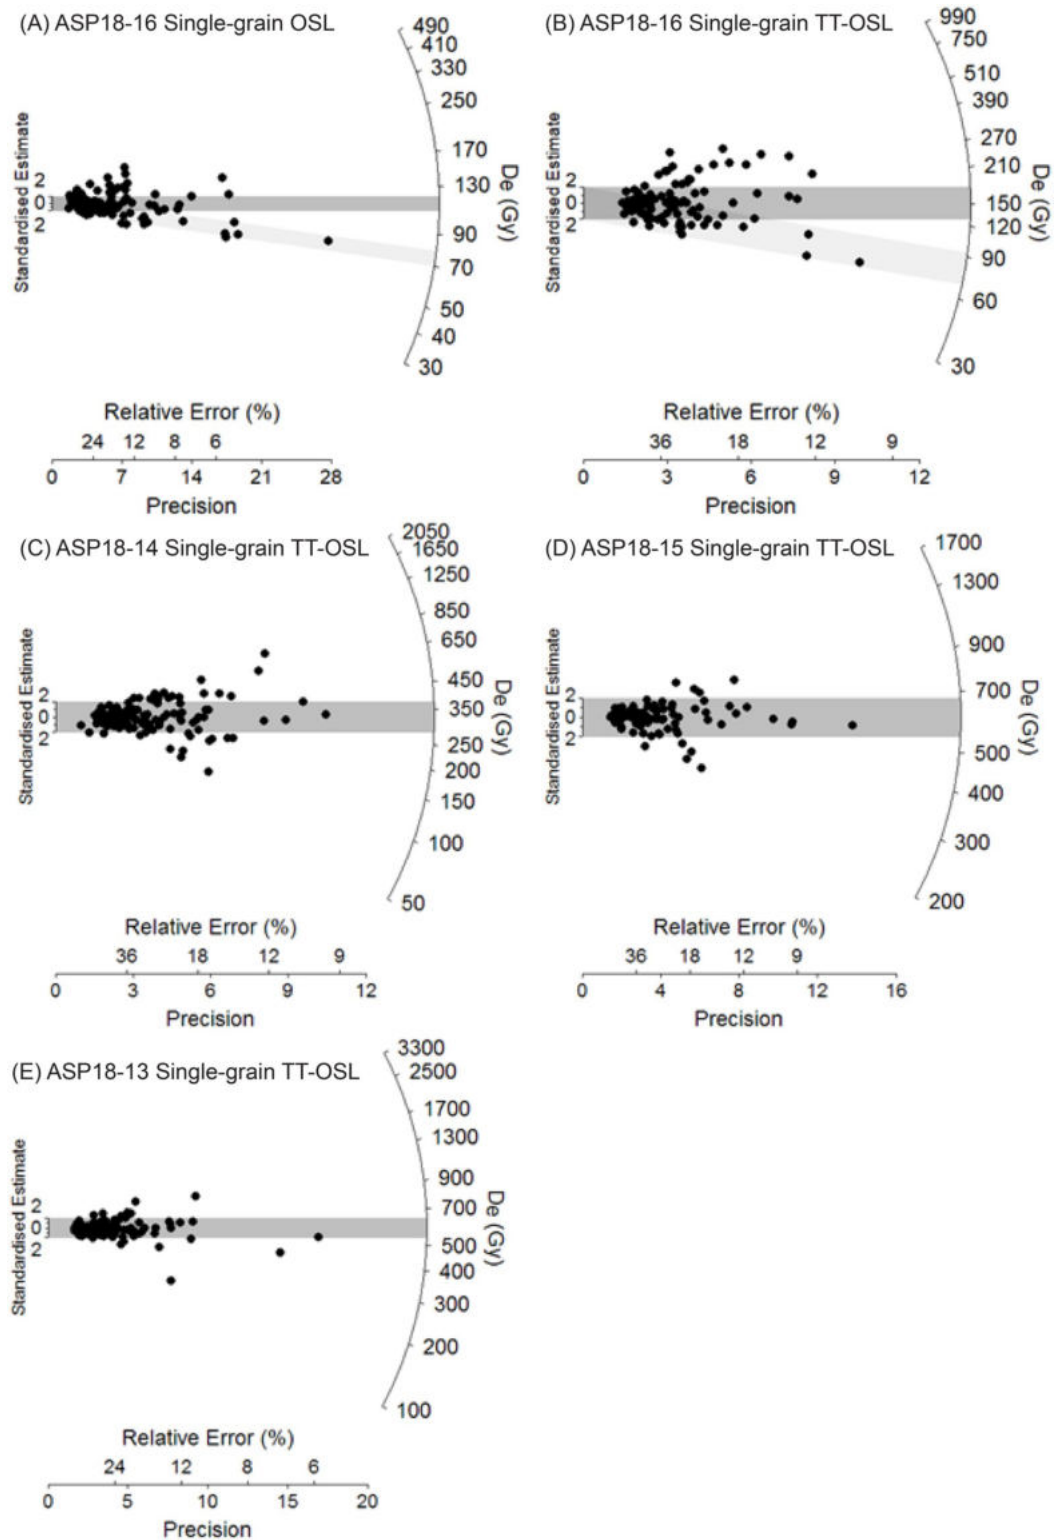 (A) ASP18-16 Single-grain OSL
490
410
330
250
170
130
90
70
50
40
30
De (Gy)
Standardised Estimate
2
0
2
Relative Error (%)
24 12 8 6
0 7 14 21 28
Precision
(B) ASP18-16 Single-grain TT-OSL
990
750
510
390
270
210
150
120
90
60
30
De (Gy)
Standardised Estimate
2
0
2
Relative Error (%)
36 18 12 9
0 3 6 9 12
Precision
(C) ASP18-14 Single-grain TT-OSL
2050
1650
1250
850
650
450
350
250
200
150
100
50
De (Gy)
Standardised Estimate
2
0
2
Relative Error (%)
36 18 12 9
0 3 6 9 12
Precision
(D) ASP18-15 Single-grain TT-OSL
1700
1300
900
700
500
400
300
200
De (Gy)
Standardised Estimate
2
0
2
Relative Error (%)
36 18 12 9
0 4 8 12 16
Precision
(E) ASP18-13 Single-grain TT-OSL
3300
2500
1700
1300
900
700
500
400
300
200
100
De (Gy)
Standardised Estimate
2
0
2
Relative Error (%)
24 12 8 6
0 5 10 15 20
Precision